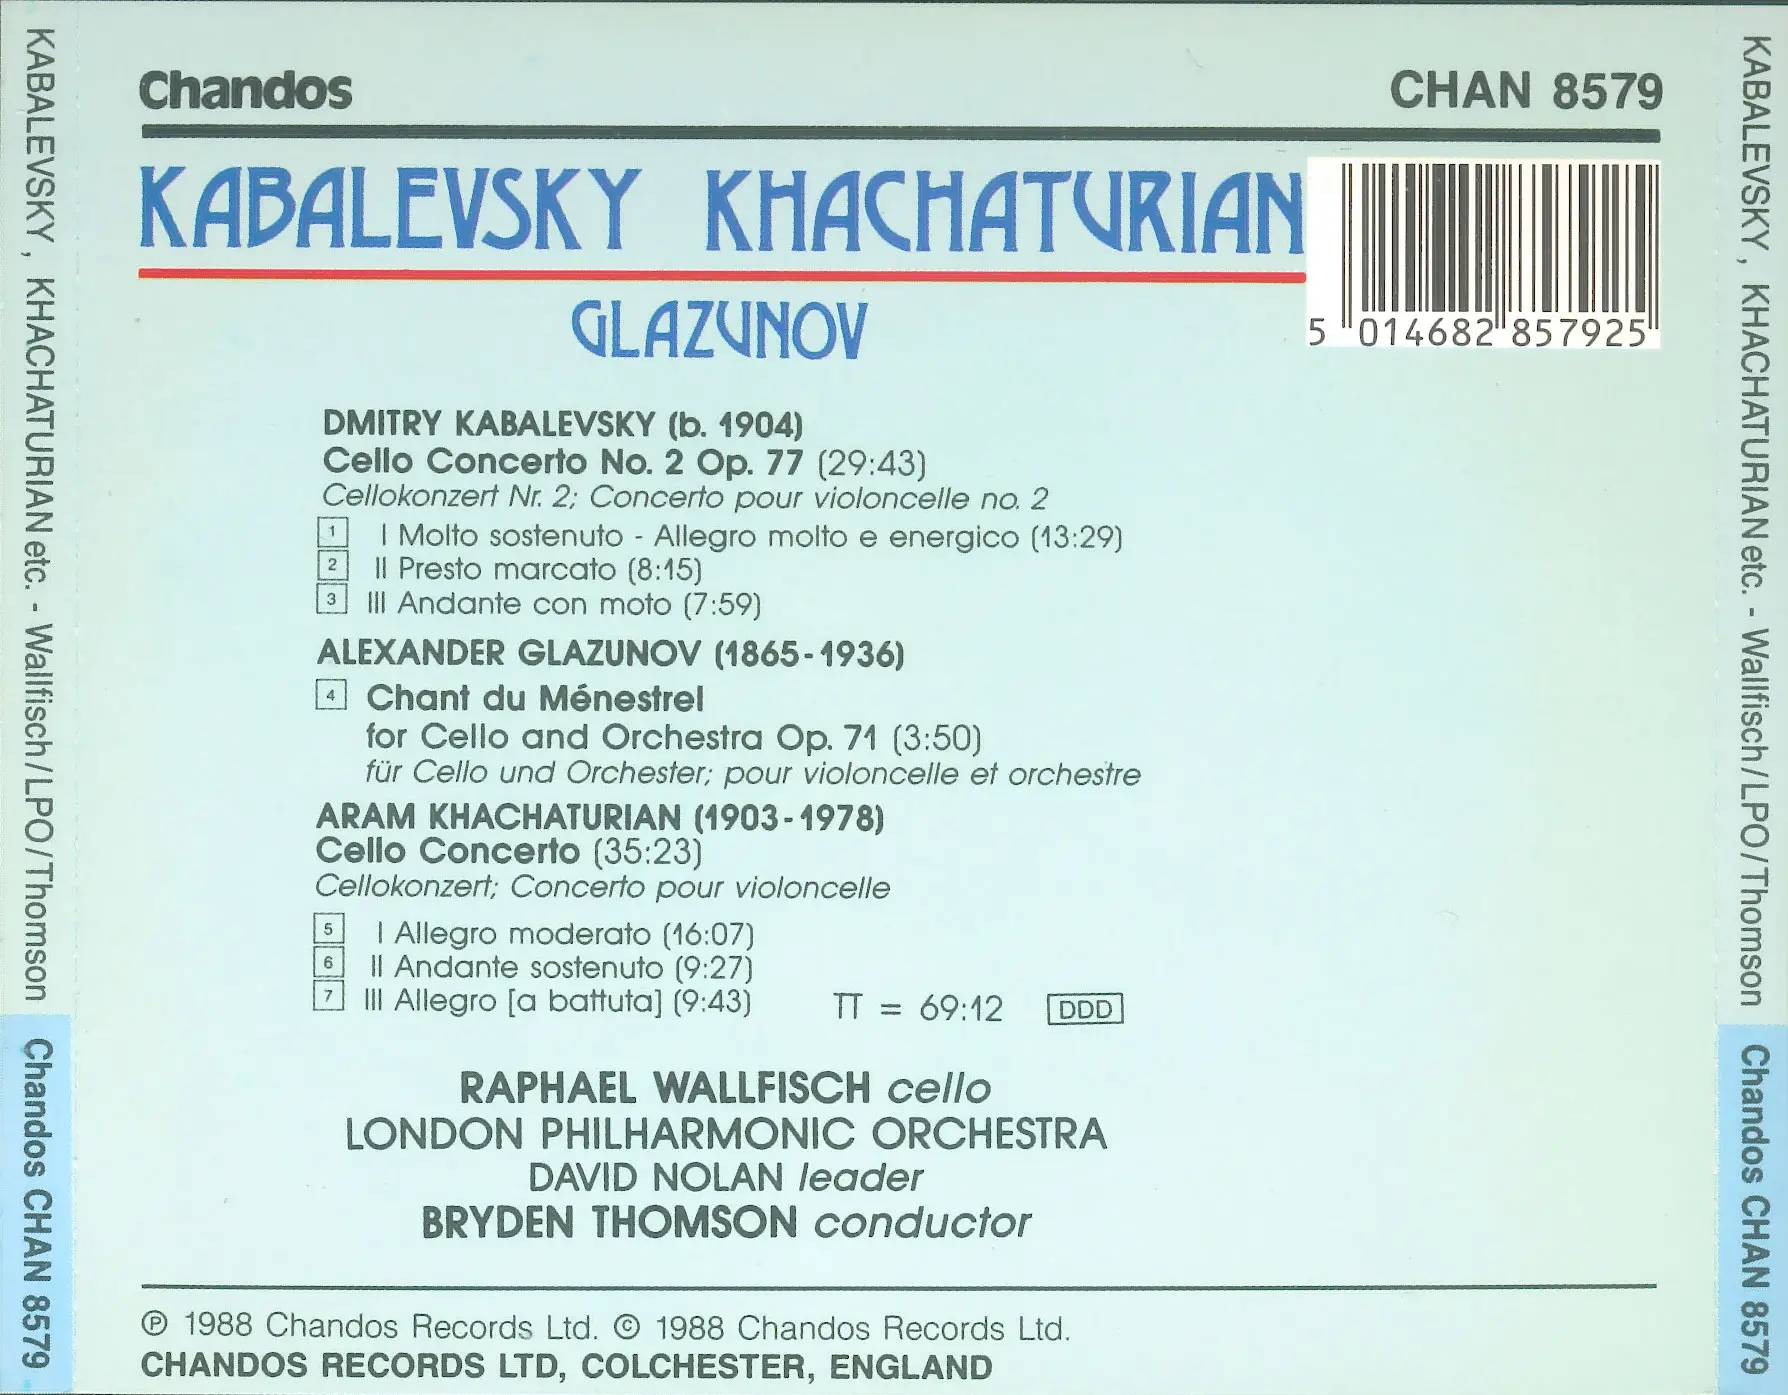 Chandos
CHAN 8579
KABALEVSKY KHACHATURIAN
GLAZUNOV
5 014682 857925
DMITRY KABALEVSKY (b. 1904)
Cello Concerto No. 2 Op. 77 (29:43)
Cellokonzert Nr. 2; Concerto pour violoncelle no. 2
1 I Molto sostenuto - Allegro molto e energico (13:29)
2 II Presto marcato (8:15)
3 III Andante con moto (7:59)
ALEXANDER GLAZUNOV (1865-1936)
4 Chant du Ménestrel
for Cello and Orchestra Op. 71 (3:50)
für Cello und Orchester; pour violoncelle et orchestre
ARAM KHACHATURIAN (1903-1978)
Cello Concerto (35:23)
Cellokonzert; Concerto pour violoncelle
5 I Allegro moderato (16:07)
6 II Andante sostenuto (9:27)
7 III Allegro [a battuta] (9:43)
TT = 69:12 DDD
RAPHAEL WALLFISCH cello
LONDON PHILHARMONIC ORCHESTRA
DAVID NOLAN leader
BRYDEN THOMSON conductor
℗ 1988 Chandos Records Ltd. © 1988 Chandos Records Ltd.
CHANDOS RECORDS LTD, COLCHESTER, ENGLAND
KABALEVSKY, KHACHATURIAN etc. - Wallfisch/LPO/Thomson Chandos CHAN 8579
KABALEVSKY, KHACHATURIAN etc. - Wallfisch/LPO/Thomson Chandos CHAN 8579